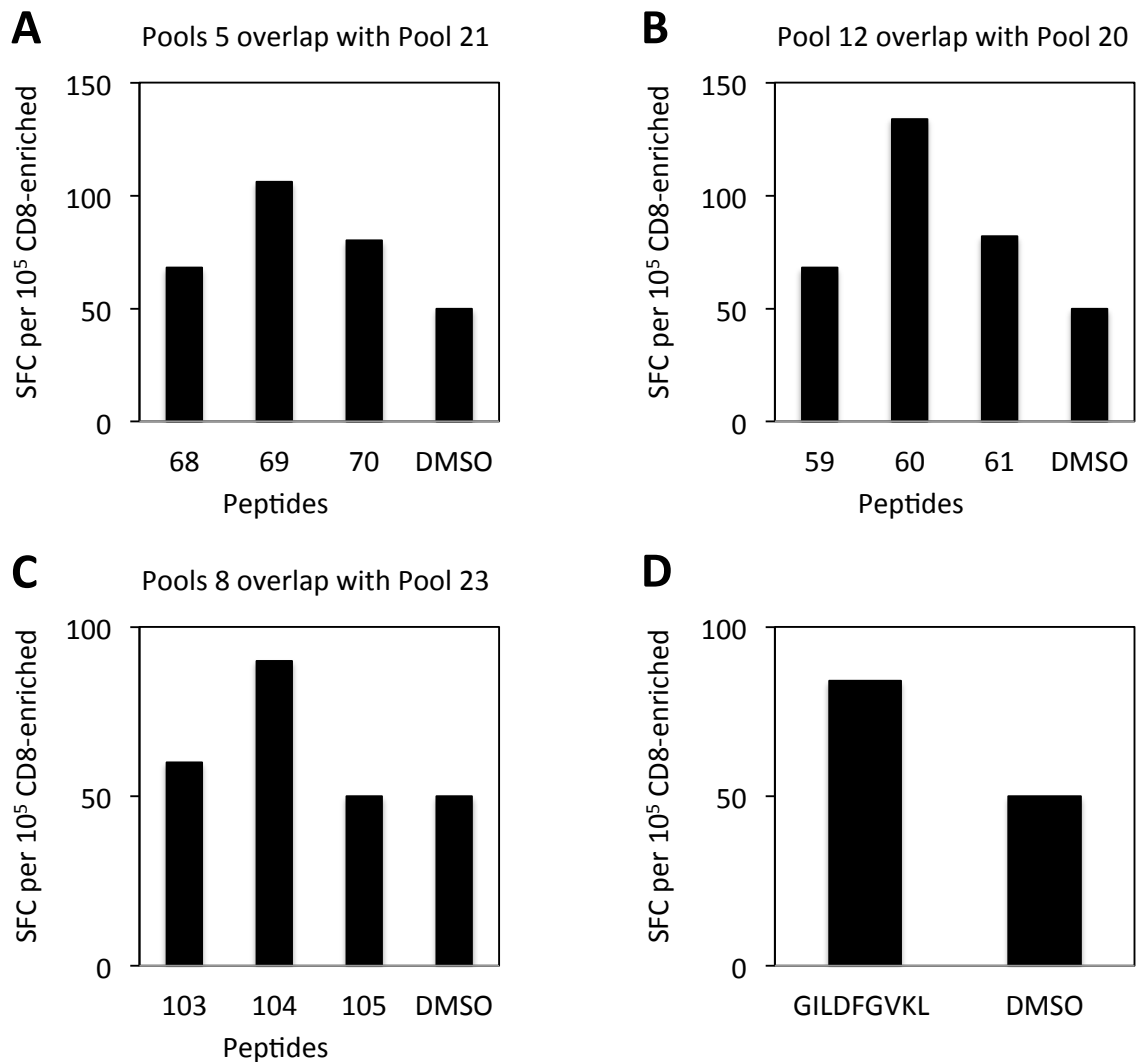 A
Pools 5 overlap with Pool 21
SFC per 10⁵ CD8-enriched
150
100
50
0
68 69 70 DMSO
Peptides
B
Pool 12 overlap with Pool 20
SFC per 10⁵ CD8-enriched
150
100
50
0
59 60 61 DMSO
Peptides
C
Pools 8 overlap with Pool 23
SFC per 10⁵ CD8-enriched
100
50
0
103 104 105 DMSO
Peptides
D
SFC per 10⁵ CD8-enriched
100
50
0
GILDFGVKL DMSO